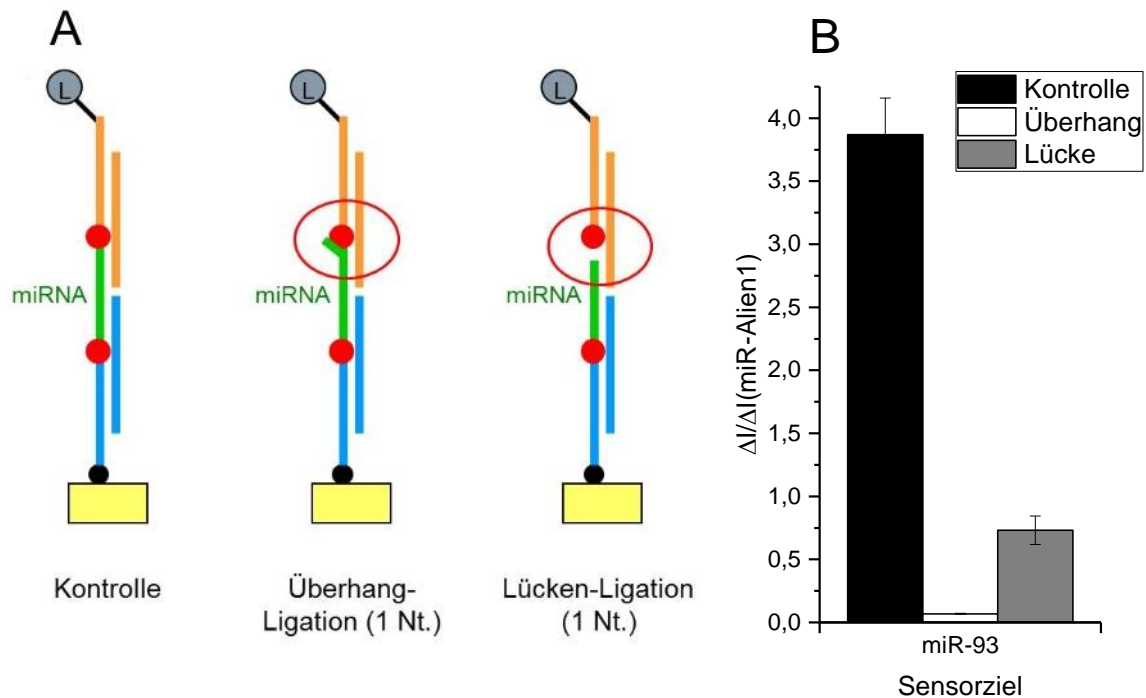 A
L
L
L
miRNA
miRNA
miRNA
Kontrolle
Überhang-
Ligation (1 Nt.)
Lücken-Ligation
(1 Nt.)
B
Kontrolle
Überhang
Lücke
ΔI/ΔI(miR-Alien1)
4,0
3,5
3,0
2,5
2,0
1,5
1,0
0,5
0,0
miR-93
Sensorziel